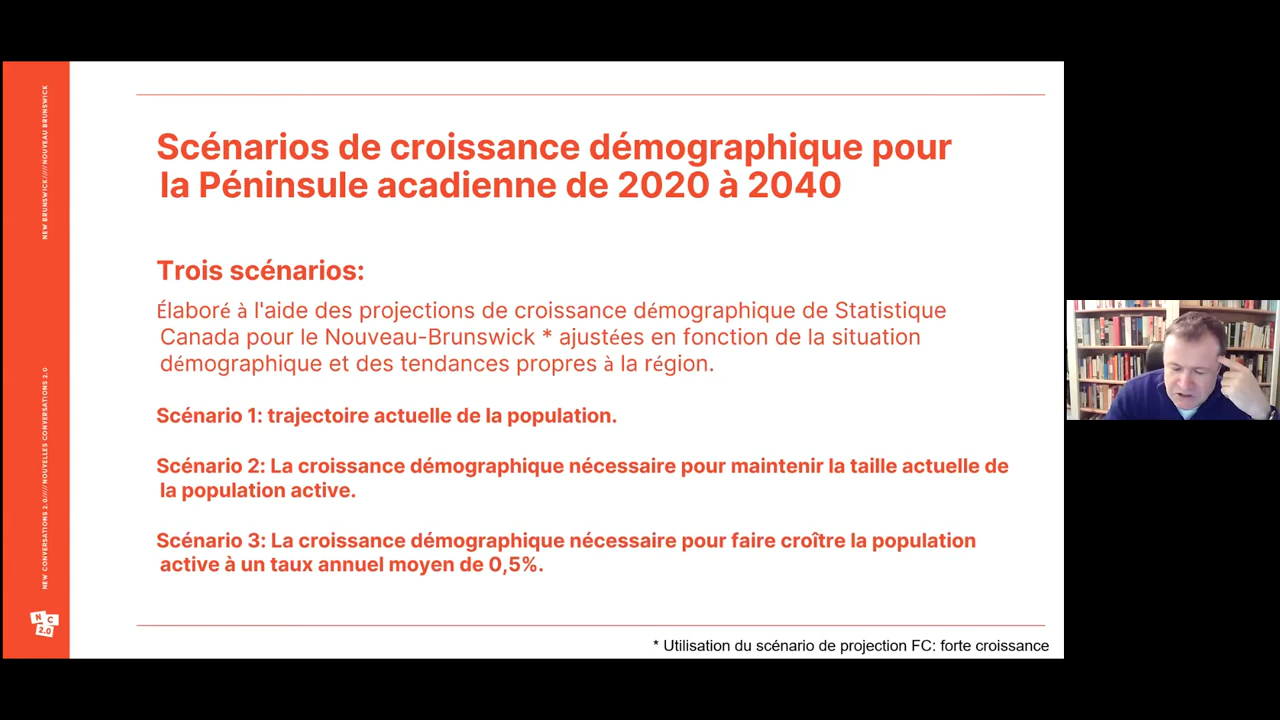 NEW BRUNSWICK////NOUVEAU BRUNSWICK
NEW CONVERSATIONS 2.0////NOUVELLES CONVERSATIONS 2.0
N C
2.0
Scénarios de croissance démographique pour
la Péninsule acadienne de 2020 à 2040
Trois scénarios:
Élaboré à l'aide des projections de croissance démographique de Statistique
Canada pour le Nouveau-Brunswick * ajustées en fonction de la situation
démographique et des tendances propres à la région.
Scénario 1: trajectoire actuelle de la population.
Scénario 2: La croissance démographique nécessaire pour maintenir la taille actuelle de
la population active.
Scénario 3: La croissance démographique nécessaire pour faire croître la population
active à un taux annuel moyen de 0,5%.
* Utilisation du scénario de projection FC: forte croissance